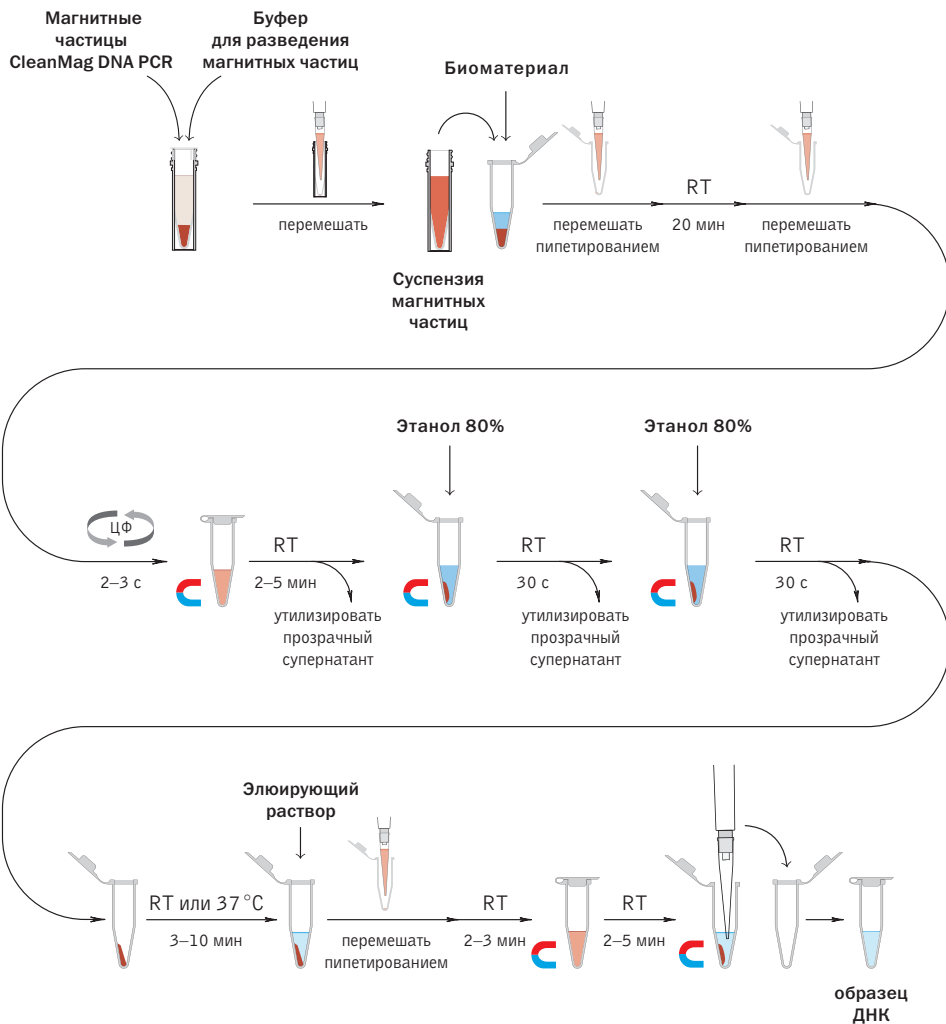 Магнитные
частицы
CleanMag DNA PCR
Буфер
для разведения
магнитных частиц
Биоматериал
перемешать
Суспензия
магнитных
частиц
перемешать
пипетированием
RT
20 мин
перемешать
пипетированием
Этанол 80%
Этанол 80%
ЦФ
2–3 с
RT
2–5 мин
утилизировать
прозрачный
супернатант
RT
30 с
утилизировать
прозрачный
супернатант
RT
30 с
утилизировать
прозрачный
супернатант
Элюирующий
раствор
RT или 37 °C
3–10 мин
перемешать
пипетированием
RT
2–3 мин
RT
2–5 мин
образец
ДНК